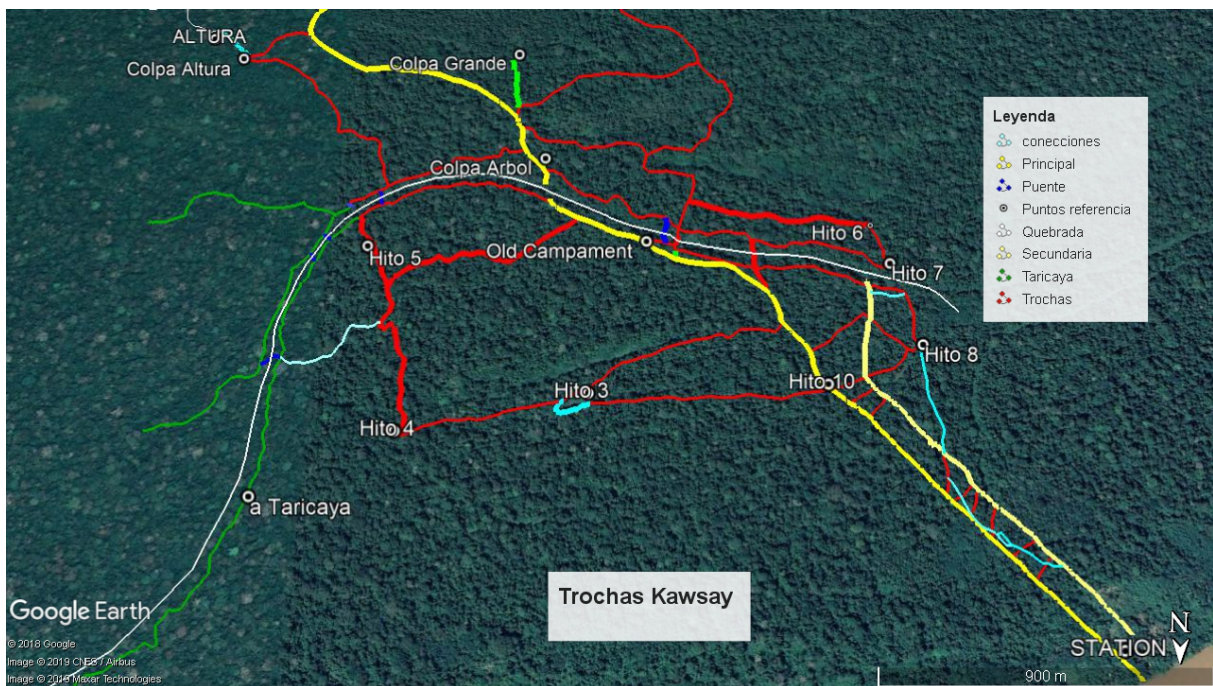 ALTURA
Colpa Altura
Colpa Grande
Leyenda
conecciones
Principal
Puente
Puntos referencia
Quebrada
Secundaria
Taricaya
Trochas
Colpa Arbol
Hito 6
Hito 5
Old Campament
Hito 7
Hito 8
Hito 10
Hito 3
Hito 4
a Taricaya
Trochas Kawsay
Google Earth
© 2018 Google
Image © 2019 CNES / Airbus
Image © 2018 Maxar Technologies
N
STATION
900 m